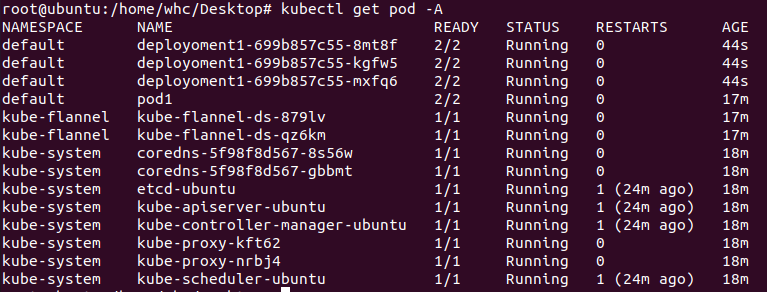 root@ubuntu:/home/whc/Desktop# kubectl get pod -A
NAMESPACE NAME READY STATUS RESTARTS AGE
default deployoment1-699b857c55-8mt8f 2/2 Running 0 44s
default deployoment1-699b857c55-kgfw5 2/2 Running 0 44s
default deployoment1-699b857c55-mxfq6 2/2 Running 0 44s
default pod1 2/2 Running 0 17m
kube-flannel kube-flannel-ds-879lv 1/1 Running 0 17m
kube-flannel kube-flannel-ds-qz6km 1/1 Running 0 17m
kube-system coredns-5f98f8d567-8s56w 1/1 Running 0 18m
kube-system coredns-5f98f8d567-gbbmt 1/1 Running 0 18m
kube-system etcd-ubuntu 1/1 Running 1 (24m ago) 18m
kube-system kube-apiserver-ubuntu 1/1 Running 1 (24m ago) 18m
kube-system kube-controller-manager-ubuntu 1/1 Running 1 (24m ago) 18m
kube-system kube-proxy-kft62 1/1 Running 0 18m
kube-system kube-proxy-nrbj4 1/1 Running 0 18m
kube-system kube-scheduler-ubuntu 1/1 Running 1 (24m ago) 18m